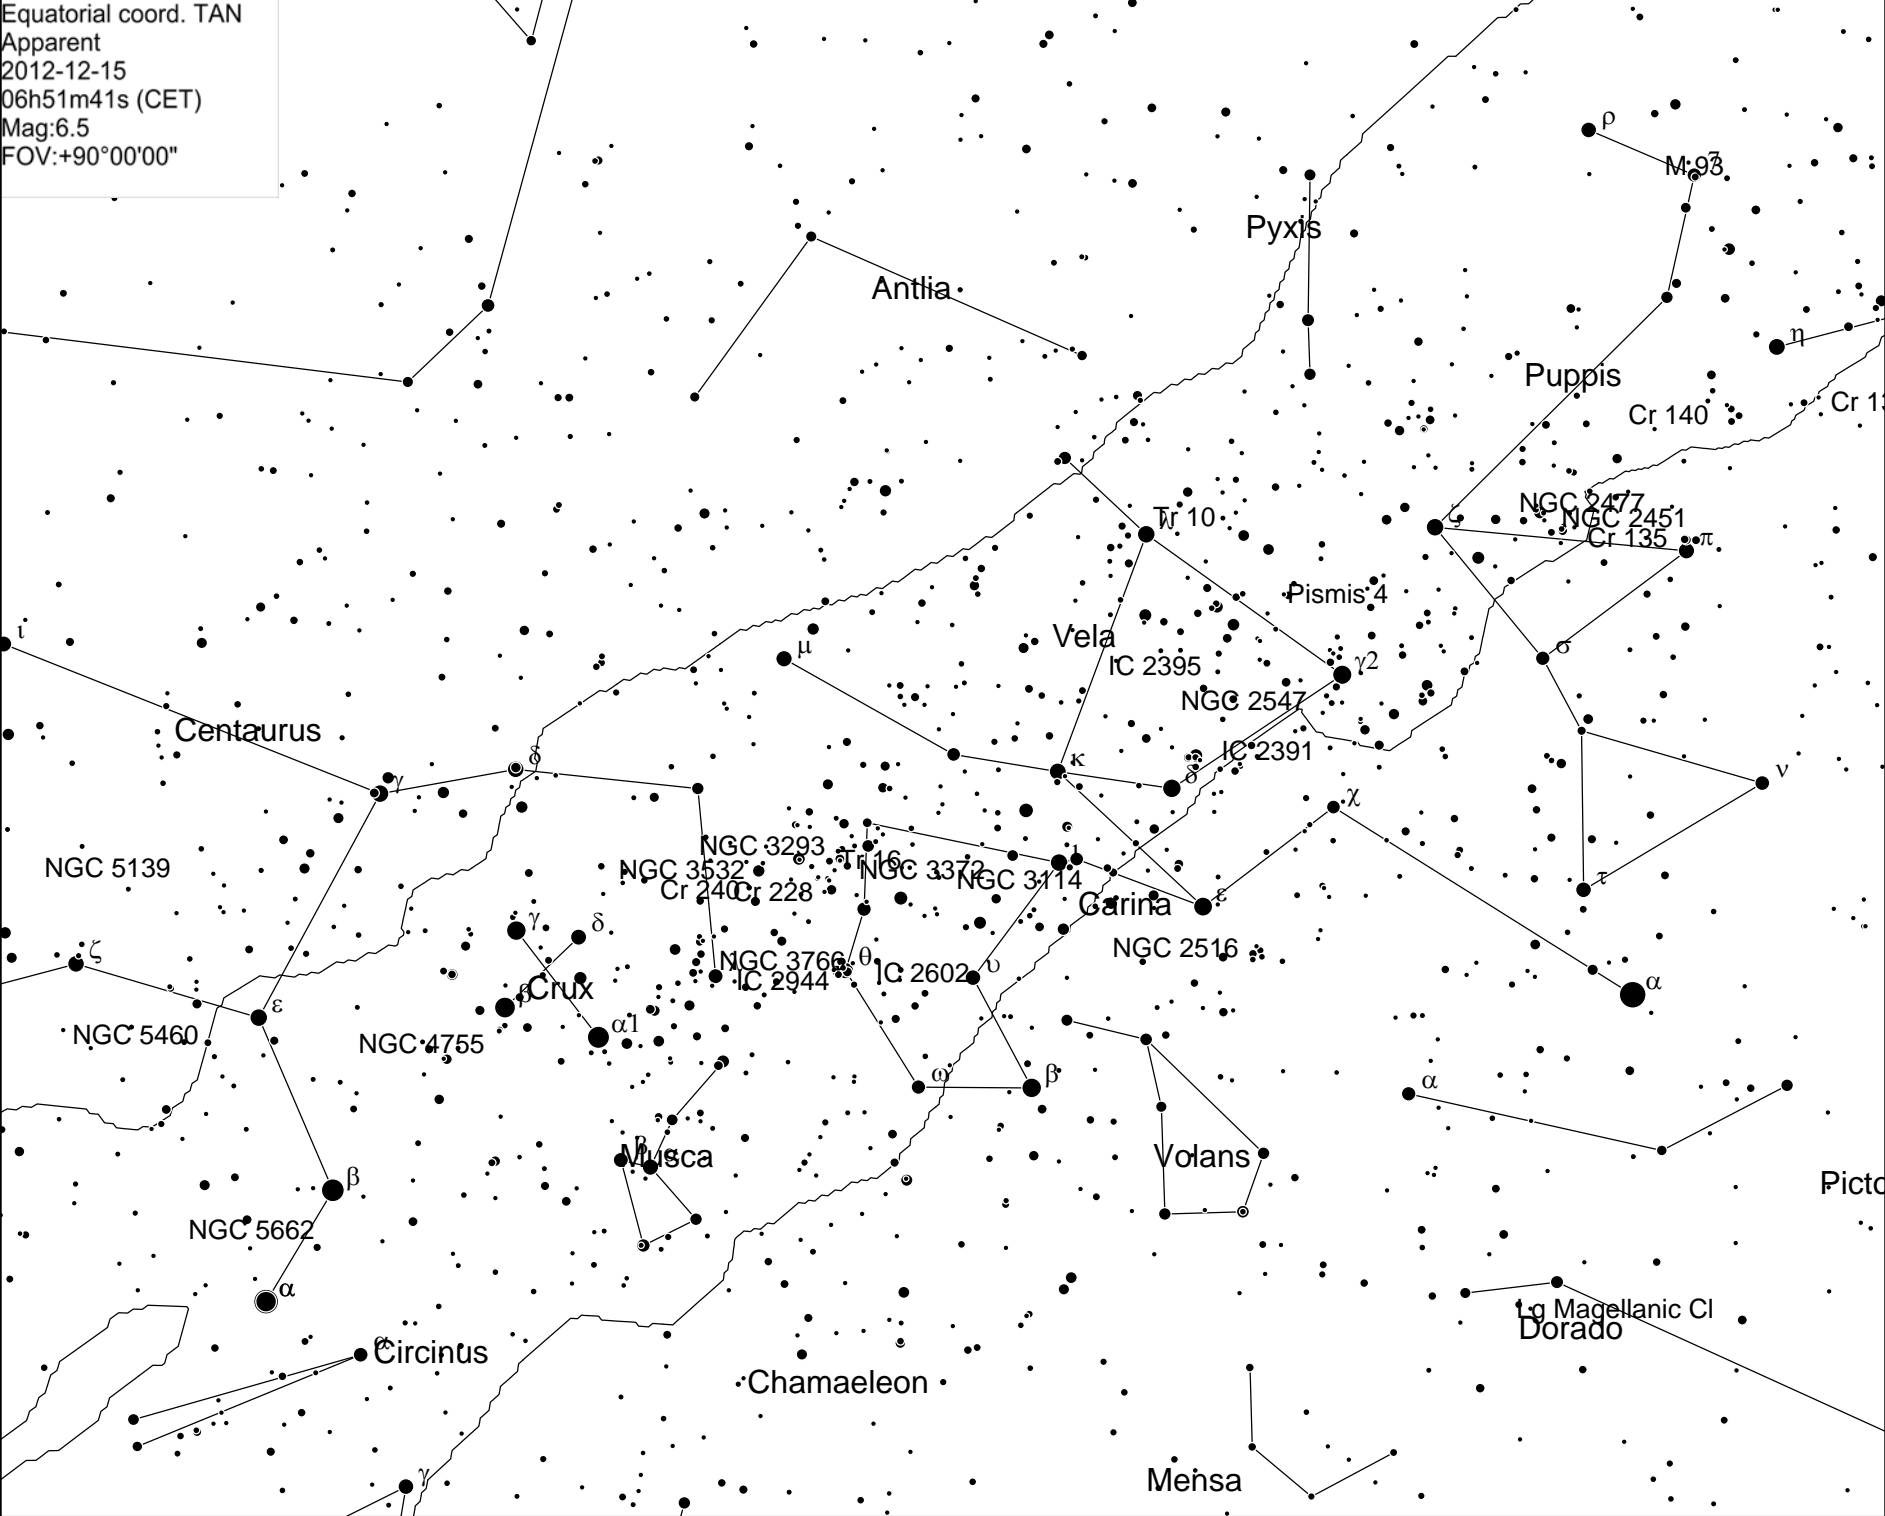 Equatorial coord. TAN
Apparent
2012-12-15
06h51m41s (CET)
Mag:6.5
FOV:+90°00'00"
ρ
M 93
Pyxis
Antlia
η
Puppis
Cr 140
Cr 13
NGC 2477
Tr 10
λ
ζ
NGC 2451
Cr 135
π
Pismis 4
ι
Vela
μ
σ
IC 2395
γ2
NGC 2547
Centaurus
δ
IC 2391
κ
δ
ν
γ
χ
NGC 3293
ι
Tr 16
NGC 5139
NGC 3532
NGC 3372
NGC 3114
τ
Cr 240
Cr 228
ε
Carina
γ
δ
ζ
NGC 2516
θ
NGC 3766
υ
IC 2944
IC 2602
α
β
Crux
ε
α1
NGC 5460
NGC 4755
ω
β
α
β
Musca
α
Volans
β
Picto
NGC 5662
α
Lg Magellanic Cl
Dorado
α
Circinus
Chamaeleon
γ
Mensa